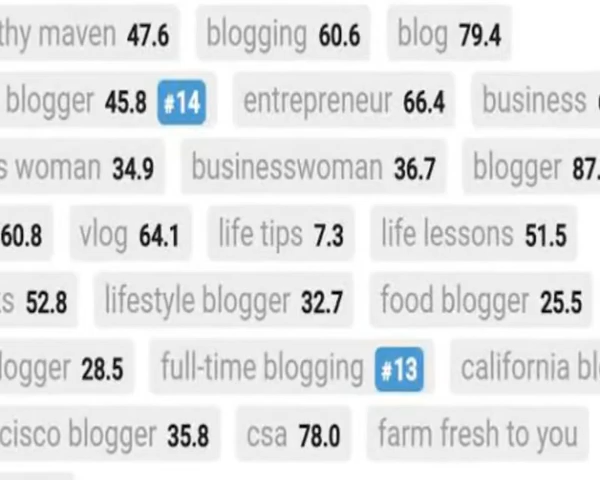 thy maven 47.6 blogging 60.6 blog 79.4
blogger 45.8 #14 entrepreneur 66.4 business
s woman 34.9 businesswoman 36.7 blogger 87.
60.8 vlog 64.1 life tips 7.3 life lessons 51.5
s 52.8 lifestyle blogger 32.7 food blogger 25.5
logger 28.5 full-time blogging #13 california bl
cisco blogger 35.8 csa 78.0 farm fresh to you